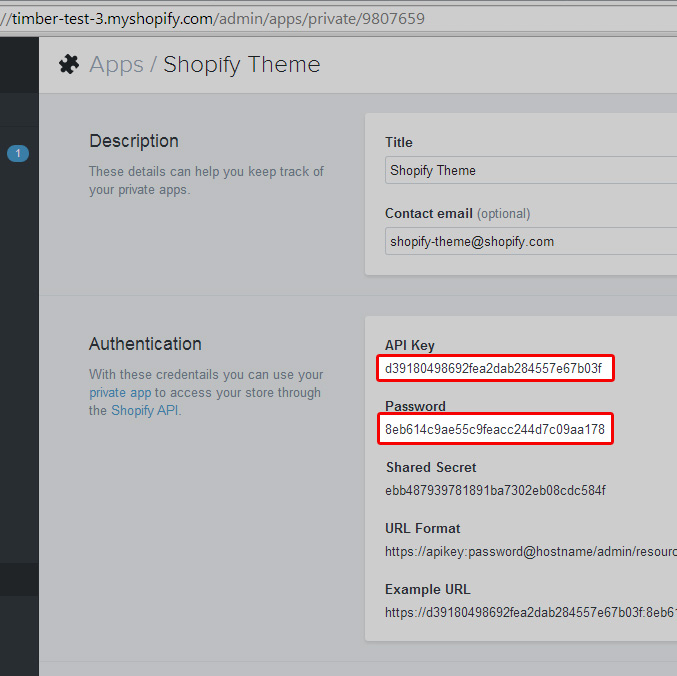 //timber-test-3.myshopify.com/admin/apps/private/9807659
Apps / Shopify Theme
1
Description
These details can help you keep track of
your private apps.
Title
Shopify Theme
Contact email (optional)
shopify-theme@shopify.com
Authentication
With these credentails you can use your
private app to access your store through
the Shopify API.
API Key
d39180498692fea2dab284557e67b03f
Password
8eb614c9ae55c9feacc244d7c09aa178
Shared Secret
ebb487939781891ba7302eb08cdc584f
URL Format
https://apikey:password@hostname/admin/resourc
Example URL
https://d39180498692fea2dab284557e67b03f:8eb61